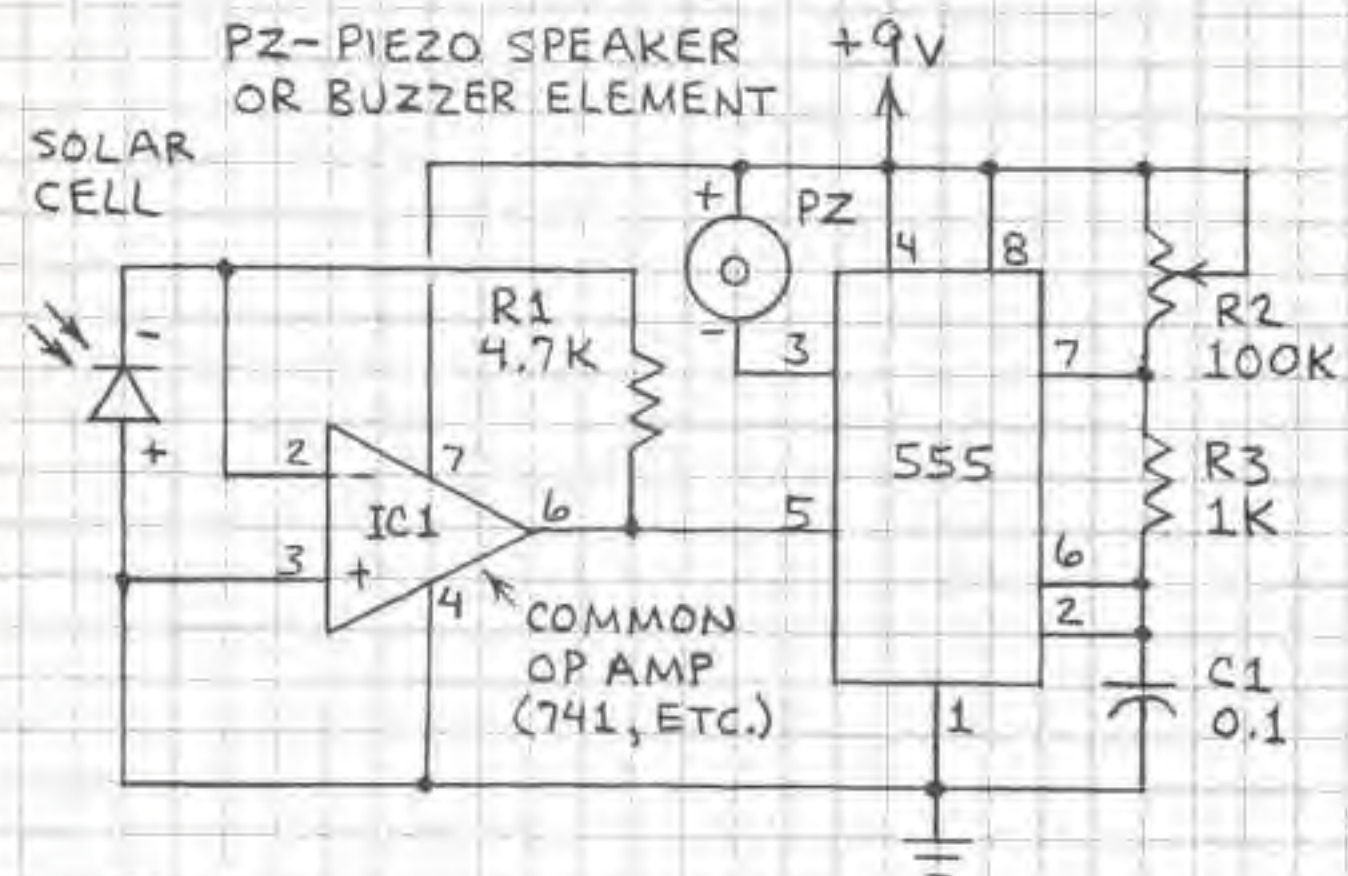 PZ-PIEZO SPEAKER
OR BUZZER ELEMENT
+9V
SOLAR
CELL
-
+
R1
4.7K
2
-
IC1
3
+
7
6
4
COMMON
OP AMP
(741, ETC.)
+
PZ
-
3
4
8
7
5
555
6
2
1
R2
100K
R3
1K
C1
0.1